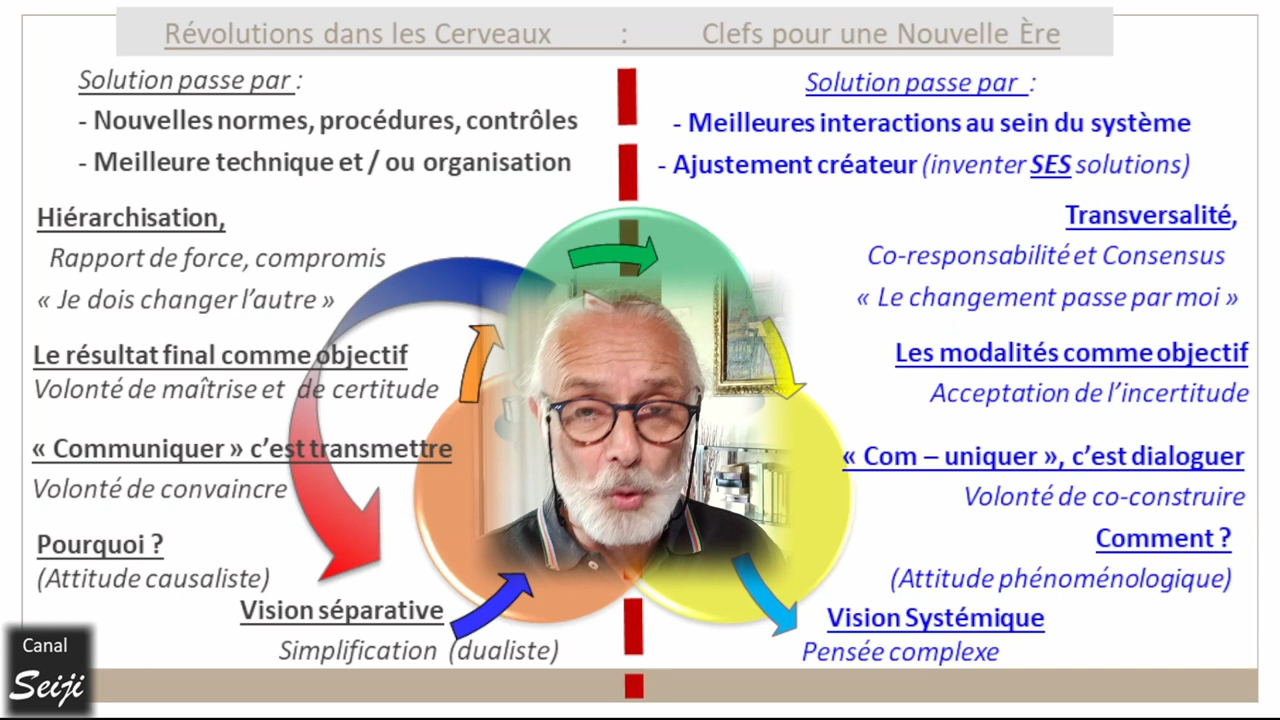 Révolutions dans les Cerveaux : Clefs pour une Nouvelle Ère
Solution passe par :
- Nouvelles normes, procédures, contrôles
- Meilleure technique et / ou organisation
Hiérarchisation,
Rapport de force, compromis
« Je dois changer l'autre »
Le résultat final comme objectif
Volonté de maîtrise et de certitude
« Communiquer » c'est transmettre
Volonté de convaincre
Pourquoi ?
(Attitude causaliste)
Vision séparative
Simplification (dualiste)
Solution passe par :
- Meilleures interactions au sein du système
- Ajustement créateur (inventer SES solutions)
Transversalité,
Co-responsabilité et Consensus
« Le changement passe par moi »
Les modalités comme objectif
Acceptation de l'incertitude
« Com – uniquer », c'est dialoguer
Volonté de co-construire
Comment ?
(Attitude phénoménologique)
Vision Systémique
Pensée complexe
Canal
Seiji